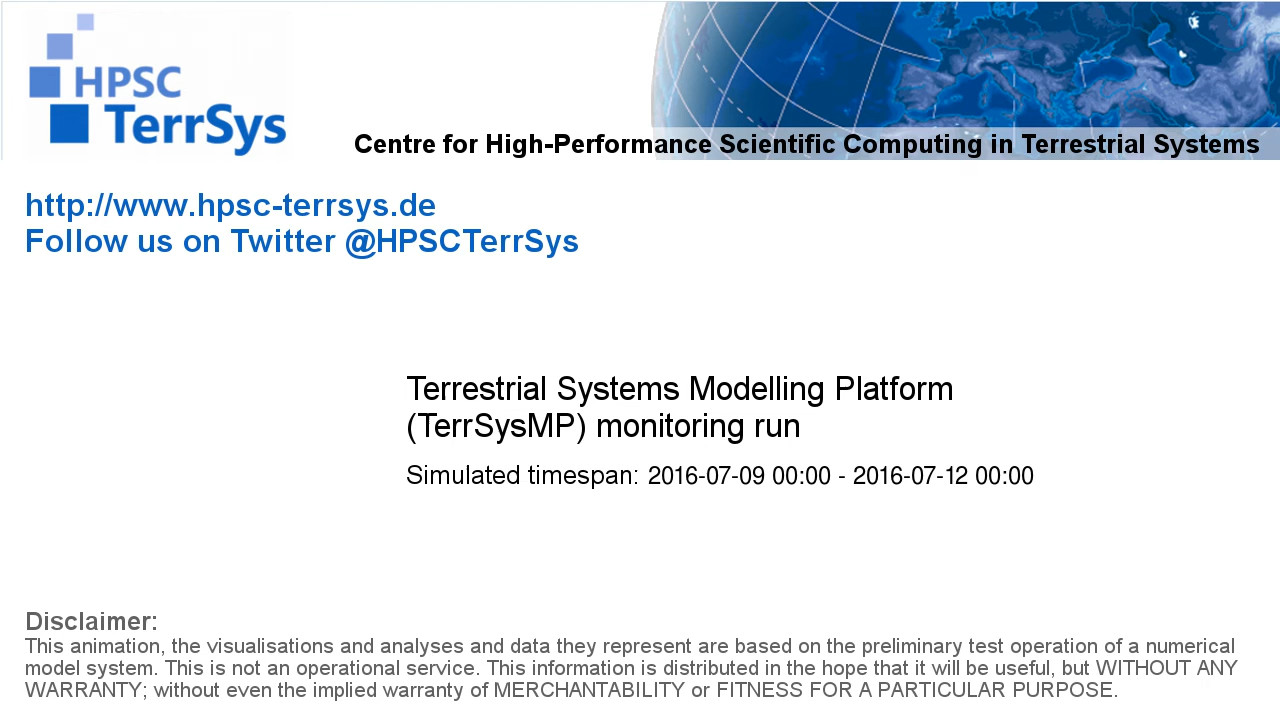 HPSC
TerrSys
Centre for High-Performance Scientific Computing in Terrestrial Systems
http://www.hpsc-terrsys.de
Follow us on Twitter @HPSCTerrSys
Terrestrial Systems Modelling Platform
(TerrSysMP) monitoring run
Simulated timespan: 2016-07-09 00:00 - 2016-07-12 00:00
Disclaimer:
This animation, the visualisations and analyses and data they represent are based on the preliminary test operation of a numerical
model system. This is not an operational service. This information is distributed in the hope that it will be useful, but WITHOUT ANY
WARRANTY; without even the implied warranty of MERCHANTABILITY or FITNESS FOR A PARTICULAR PURPOSE.